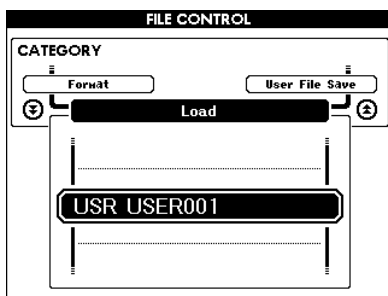 FILE CONTROL
CATEGORY
Format
User File Save
Load
USR USER001